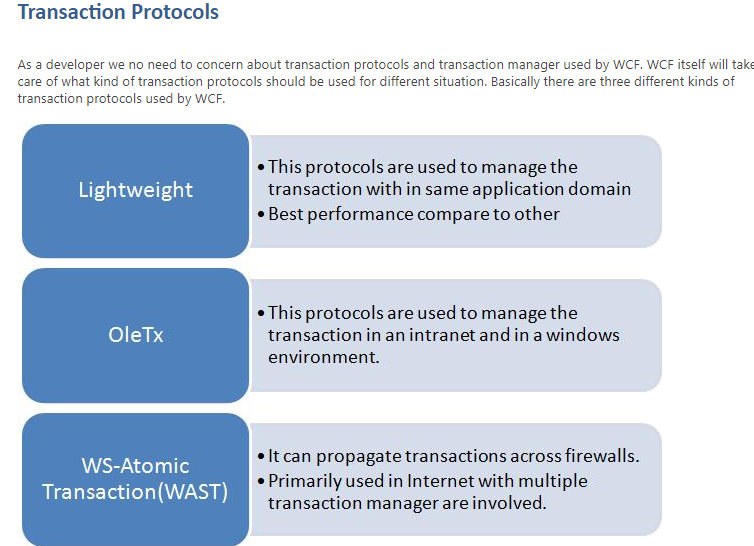 Transaction Protocols
As a developer we no need to concern about transaction protocols and transaction manager used by WCF. WCF itself will take
care of what kind of transaction protocols should be used for different situation. Basically there are three different kinds of
transaction protocols used by WCF.
Lightweight
•This protocols are used to manage the
transaction with in same application domain
•Best performance compare to other
OleTx
•This protocols are used to manage the
transaction in an intranet and in a windows
environment.
WS-Atomic
Transaction(WAST)
•It can propagate transactions across firewalls.
•Primarily used in Internet with multiple
transaction manager are involved.